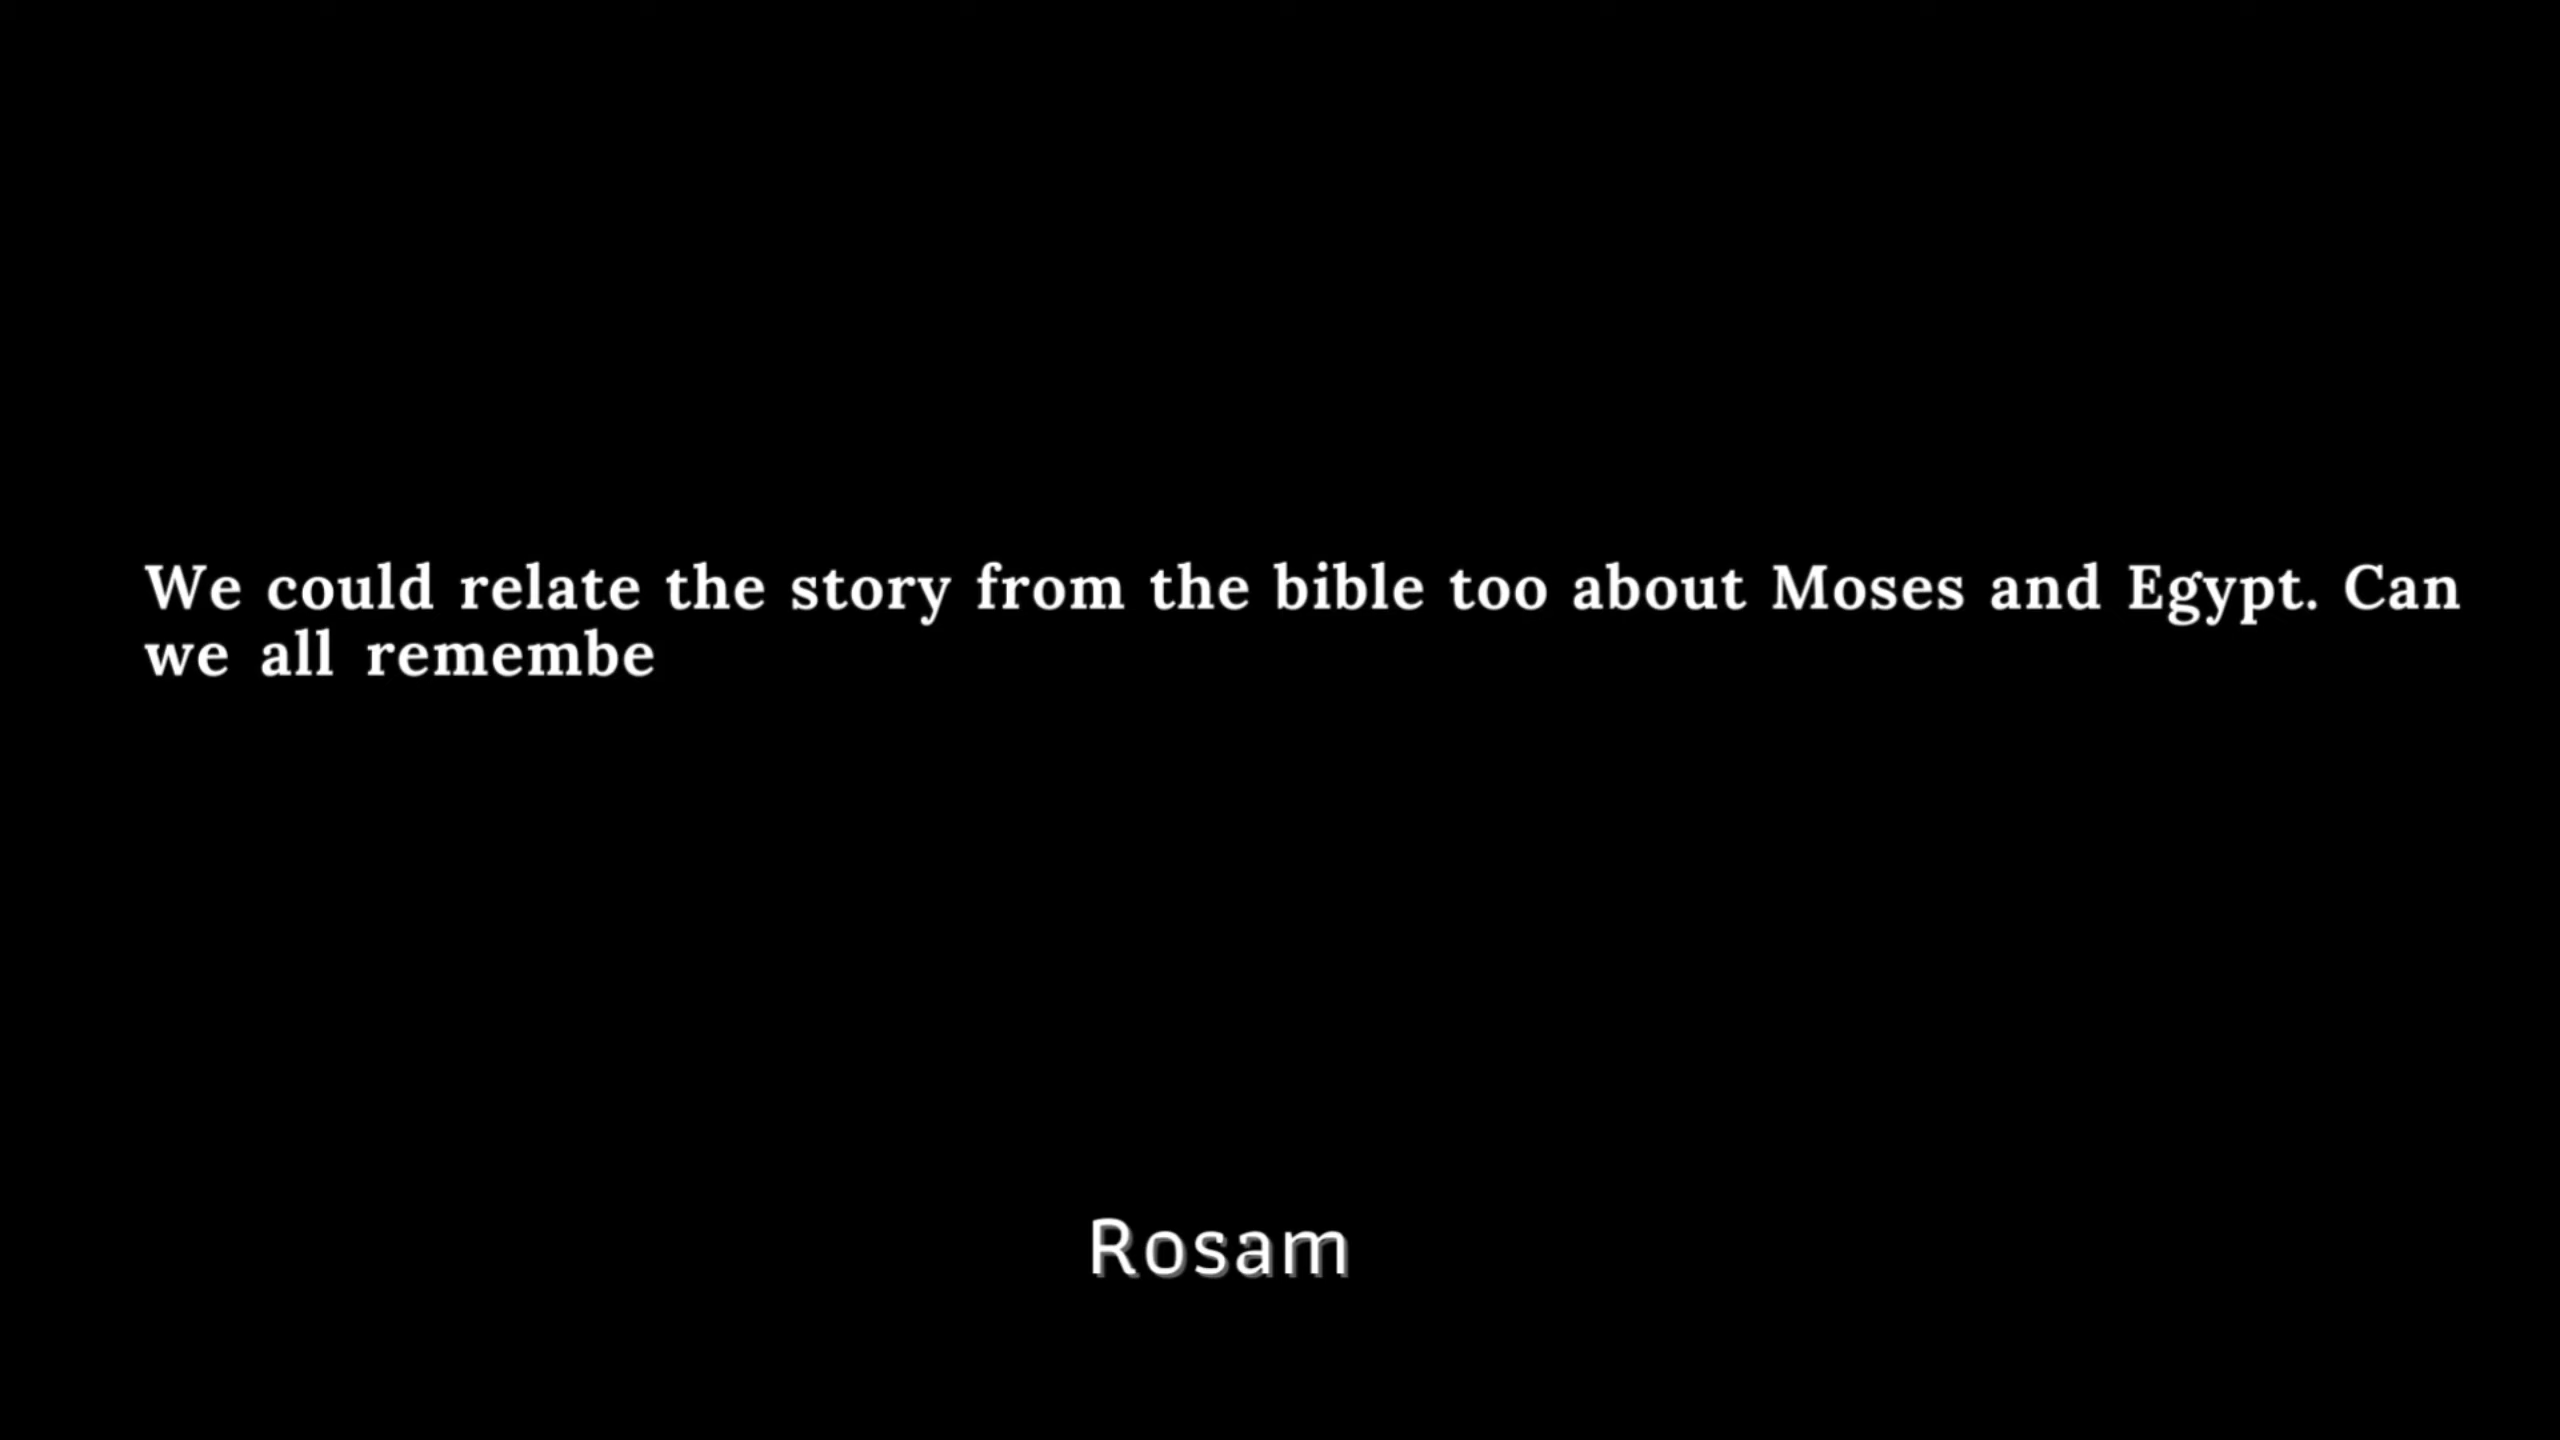 We could relate the story from the bible too about Moses and Egypt. Can
we all remembe
Rosam